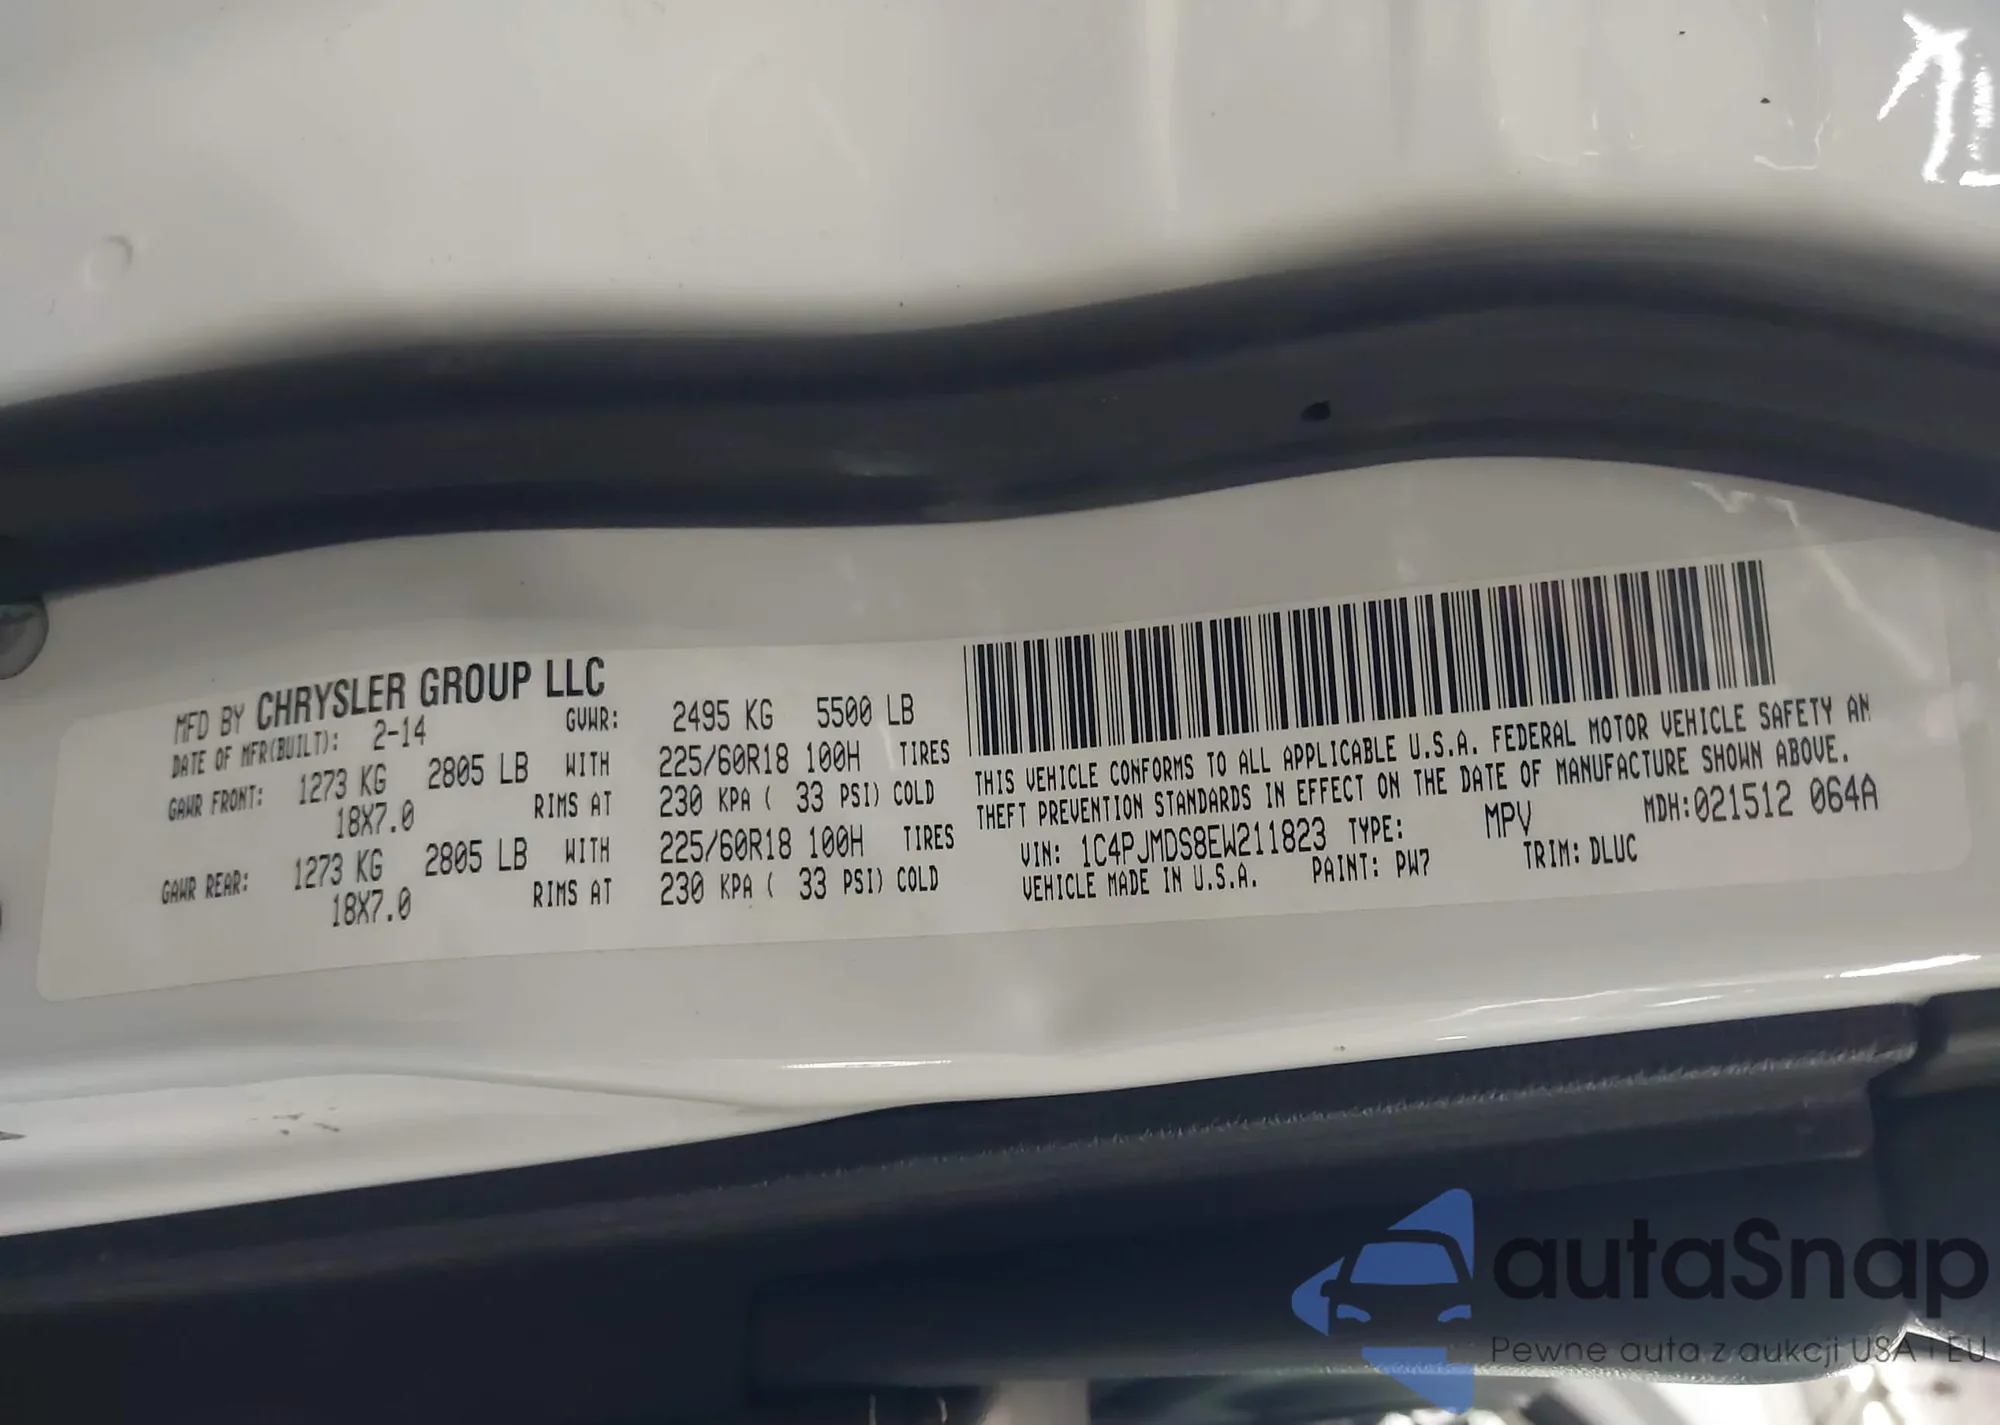 MFD BY CHRYSLER GROUP LLC
DATE OF MFR(BUILT): 2-14 GVWR: 2495 KG 5500 LB
GAWR FRONT: 1273 KG 2805 LB WITH 225/60R18 100H TIRES
18X7.0 RIMS AT 230 KPA ( 33 PSI) COLD
GAWR REAR: 1273 KG 2805 LB WITH 225/60R18 100H TIRES
18X7.0 RIMS AT 230 KPA ( 33 PSI) COLD
THIS VEHICLE CONFORMS TO ALL APPLICABLE U.S.A. FEDERAL MOTOR VEHICLE SAFETY AN
THEFT PREVENTION STANDARDS IN EFFECT ON THE DATE OF MANUFACTURE SHOWN ABOVE.
VIN: 1C4PJMDS8EW211823 TYPE: MPV MDH:021512 064A
VEHICLE MADE IN U.S.A. PAINT: PW7 TRIM: DLUC
autaSnap
Pewne auta z aukcji USA i EU